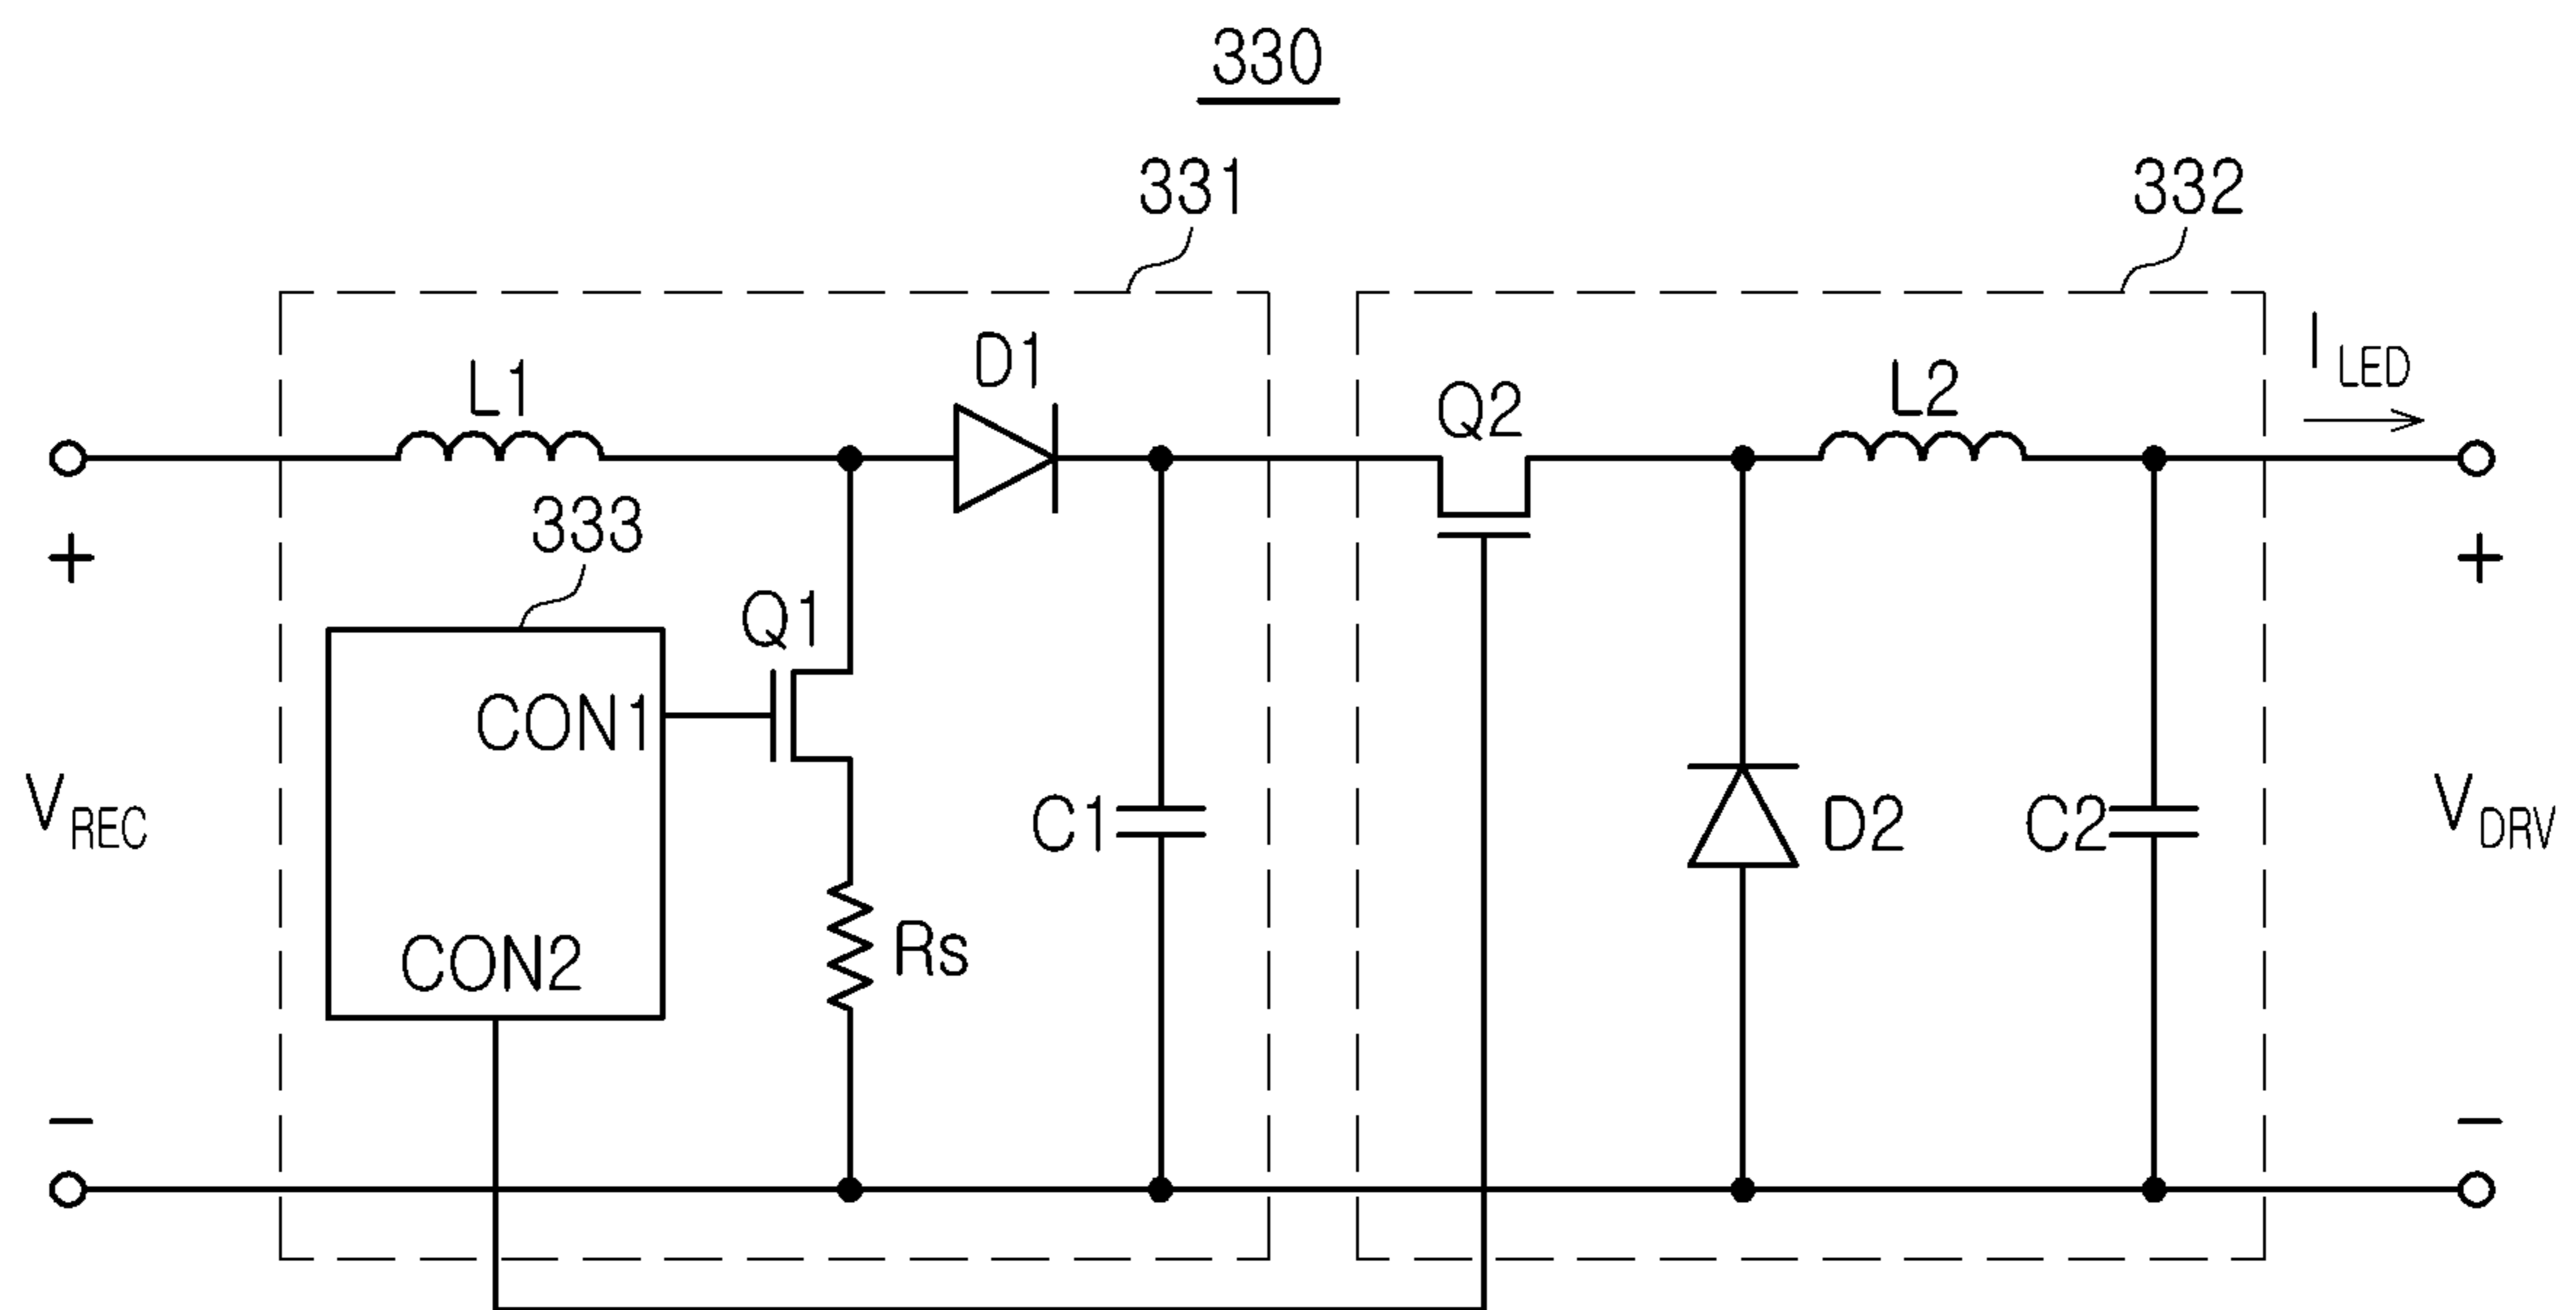 330
331
332
L1
D1
Q2
L2
I LED
333
+
+
Q1
CON1
V REC
C1
D2
C2
V DRV
CON2
Rs
−
−